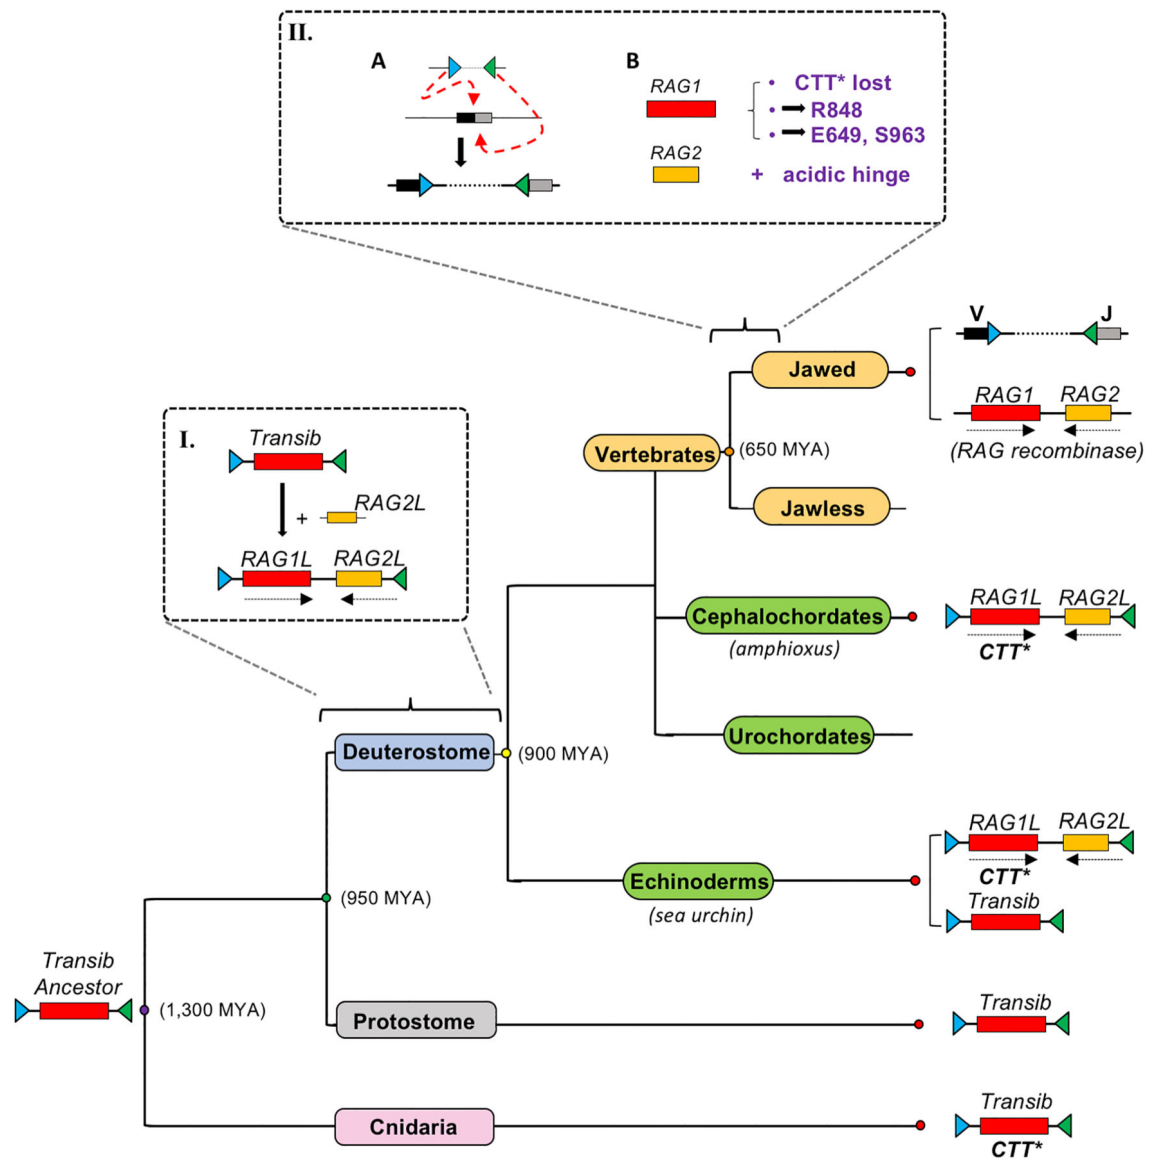 II.
A
B
RAG1
• CTT* lost
• R848
• E649, S963
RAG2
+ acidic hinge
V
J
Jawed
RAG1
RAG2
(RAG recombinase)
Vertebrates
(650 MYA)
Jawless
I.
Transib
+
RAG2L
RAG1L
RAG2L
Cephalochordates
(amphioxus)
RAG1L
RAG2L
CTT*
Urochordates
Deuterostome
(900 MYA)
RAG1L
RAG2L
CTT*
Echinoderms
(sea urchin)
Transib
(950 MYA)
Transib
Ancestor
(1,300 MYA)
Protostome
Transib
Cnidaria
Transib
CTT*